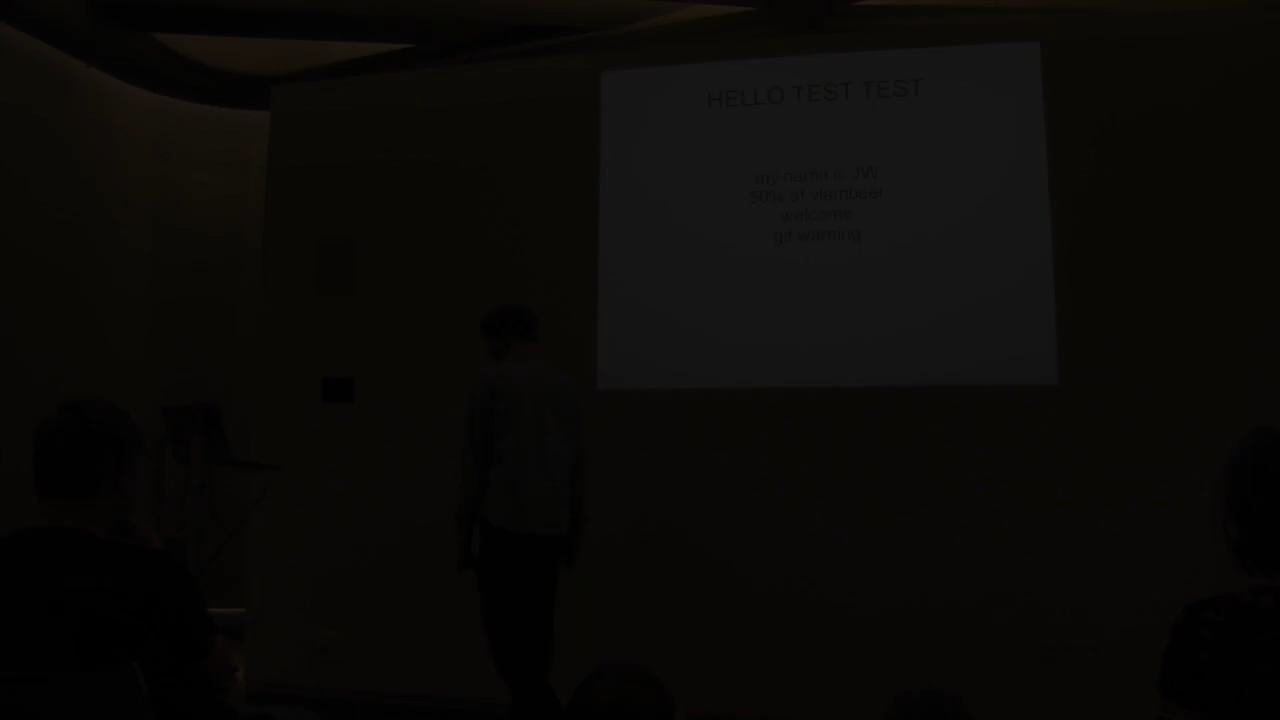 HELLO TEST TEST
my name is JW
50% of vlambeer
welcome
gif warning